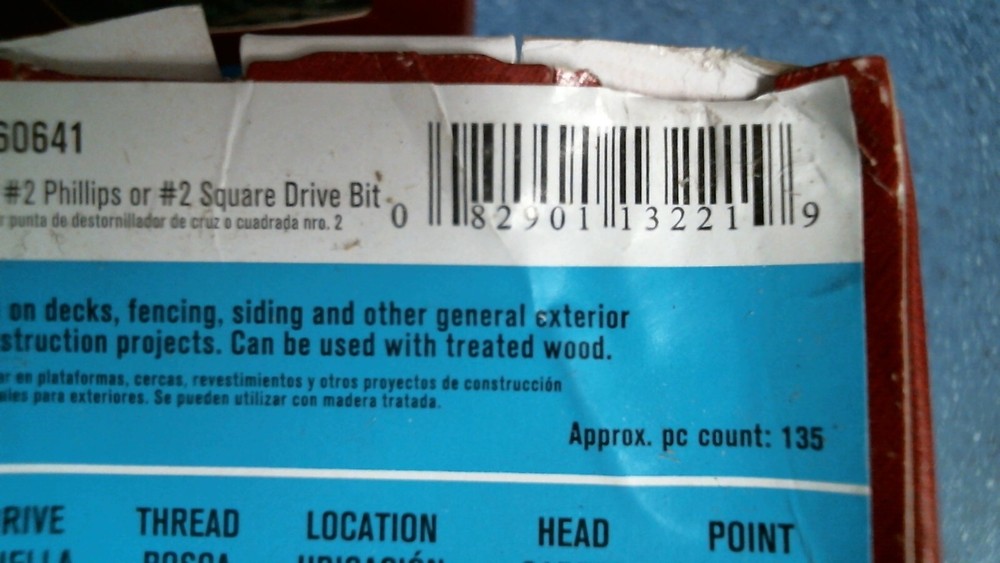 60641
#2 Phillips or #2 Square Drive Bit
punta de destornillador de cruz o cuadrada nro. 2
0 82901 13221 9
on decks, fencing, siding and other general exterior
struction projects. Can be used with treated wood.
ar en plataformas, cercas, revestimientos y otros proyectos de construcción
para exteriores. Se pueden utilizar con madera tratada.
Approx. pc count: 135
RIVE THREAD LOCATION HEAD POINT
ROSCA UBICACIÓN